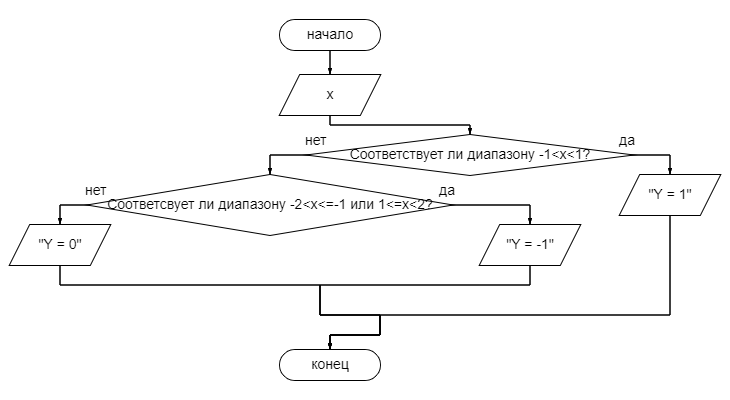 начало
x
нет
да
Соответствует ли диапазону -1<x<1?
нет
да
Соответсвует ли диапазону -2<x<=-1 или 1<=x<2?
"Y = 1"
"Y = 0"
"Y = -1"
конец